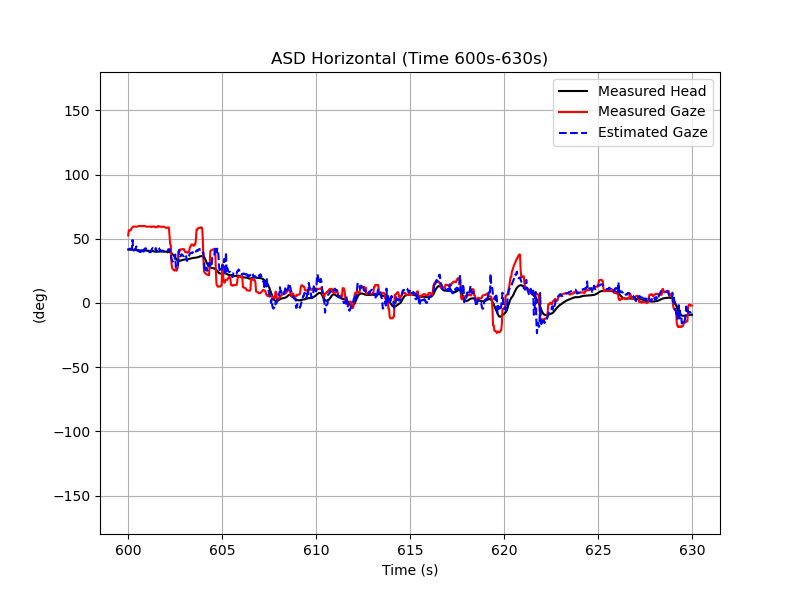 ASD Horizontal (Time 600s-630s)
Measured Head
Measured Gaze
Estimated Gaze
150
100
50
0
−50
−100
−150
(deg)
600 605 610 615 620 625 630
Time (s)